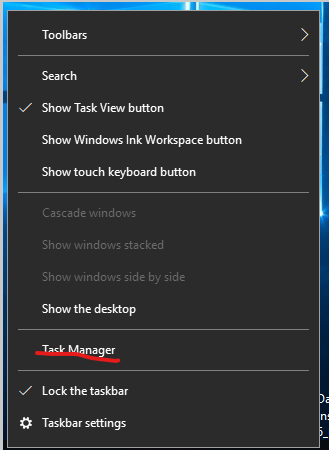 Toolbars
Search
Show Task View button
Show Windows Ink Workspace button
Show touch keyboard button
Cascade windows
Show windows stacked
Show windows side by side
Show the desktop
Task Manager
Lock the taskbar
Taskbar settings